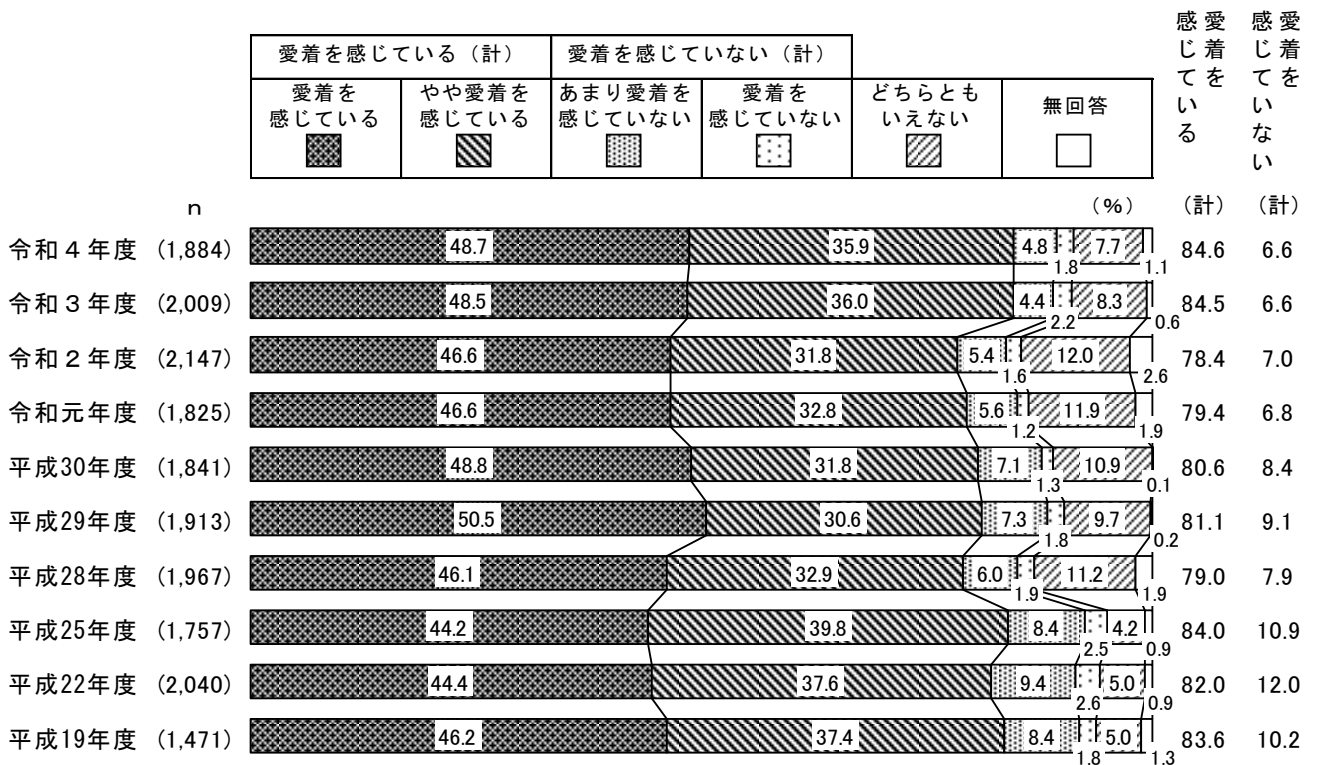 愛着を感じている（計） 愛着を感じていない（計） 愛着を感じている 愛着を感じていない
愛着を感じている やや愛着を感じている あまり愛着を感じていない 愛着を感じていない どちらともいえない 無回答
n （%） （計） （計）
令和４年度 (1,884) 48.7 35.9 4.8 1.8 7.7 1.1 84.6 6.6
令和３年度 (2,009) 48.5 36.0 4.4 2.2 8.3 0.6 84.5 6.6
令和２年度 (2,147) 46.6 31.8 5.4 1.6 12.0 2.6 78.4 7.0
令和元年度 (1,825) 46.6 32.8 5.6 1.2 11.9 1.9 79.4 6.8
平成30年度 (1,841) 48.8 31.8 7.1 1.3 10.9 0.1 80.6 8.4
平成29年度 (1,913) 50.5 30.6 7.3 1.8 9.7 0.2 81.1 9.1
平成28年度 (1,967) 46.1 32.9 6.0 1.9 11.2 1.9 79.0 7.9
平成25年度 (1,757) 44.2 39.8 8.4 2.5 4.2 0.9 84.0 10.9
平成22年度 (2,040) 44.4 37.6 9.4 2.6 5.0 0.9 82.0 12.0
平成19年度 (1,471) 46.2 37.4 8.4 1.8 5.0 1.3 83.6 10.2